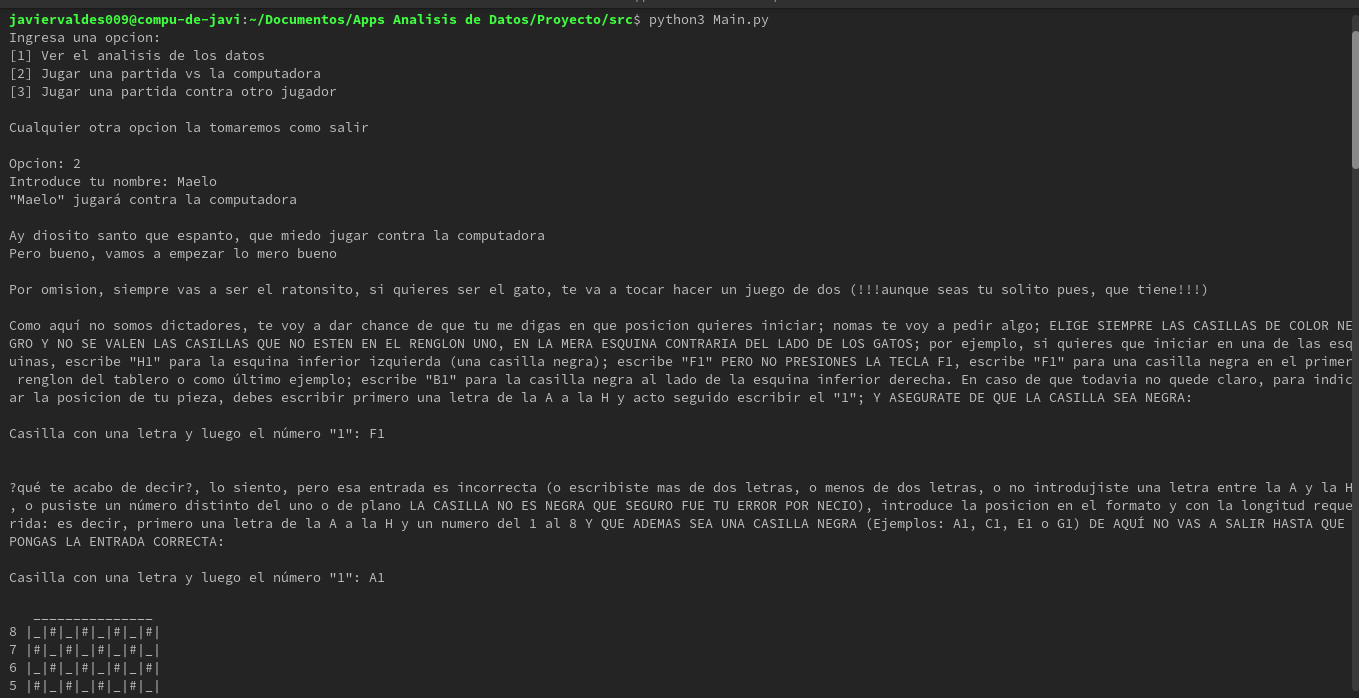 javiervaldes009@compu-de-javi:~/Documentos/Apps Analisis de Datos/Proyecto/src$ python3 Main.py
Ingresa una opcion:
[1] Ver el analisis de los datos
[2] Jugar una partida vs la computadora
[3] Jugar una partida contra otro jugador
Cualquier otra opcion la tomaremos como salir
Opcion: 2
Introduce tu nombre: Maelo
"Maelo" jugará contra la computadora
Ay diosito santo que espanto, que miedo jugar contra la computadora
Pero bueno, vamos a empezar lo mero bueno
Por omision, siempre vas a ser el ratonsito, si quieres ser el gato, te va a tocar hacer un juego de dos (!!!aunque seas tu solito pues, que tiene!!!)
Como aquí no somos dictadores, te voy a dar chance de que tu me digas en que posicion quieres iniciar; nomas te voy a pedir algo; ELIGE SIEMPRE LAS CASILLAS DE COLOR NE
GRO Y NO SE VALEN LAS CASILLAS QUE NO ESTEN EN EL RENGLON UNO, EN LA MERA ESQUINA CONTRARIA DEL LADO DE LOS GATOS; por ejemplo, si quieres que iniciar en una de las esq
uinas, escribe "H1" para la esquina inferior izquierda (una casilla negra); escribe "F1" PERO NO PRESIONES LA TECLA F1, escribe "F1" para una casilla negra en el primer
 renglon del tablero o como último ejemplo; escribe "B1" para la casilla negra al lado de la esquina inferior derecha. En caso de que todavia no quede claro, para indic
ar la posicion de tu pieza, debes escribir primero una letra de la A a la H y acto seguido escribir el "1"; Y ASEGURATE DE QUE LA CASILLA SEA NEGRA:
Casilla con una letra y luego el número "1": F1
?qué te acabo de decir?, lo siento, pero esa entrada es incorrecta (o escribiste mas de dos letras, o menos de dos letras, o no introdujiste una letra entre la A y la H
, o pusiste un número distinto del uno o de plano LA CASILLA NO ES NEGRA QUE SEGURO FUE TU ERROR POR NECIO), introduce la posicion en el formato y con la longitud reque
rida: es decir, primero una letra de la A a la H y un numero del 1 al 8 Y QUE ADEMAS SEA UNA CASILLA NEGRA (Ejemplos: A1, C1, E1 o G1) DE AQUÍ NO VAS A SALIR HASTA QUE
PONGAS LA ENTRADA CORRECTA:
Casilla con una letra y luego el número "1": A1
   _______________
8 |_|#|_|#|_|#|_|#|
7 |#|_|#|_|#|_|#|_|
6 |_|#|_|#|_|#|_|#|
5 |#|_|#|_|#|_|#|_|